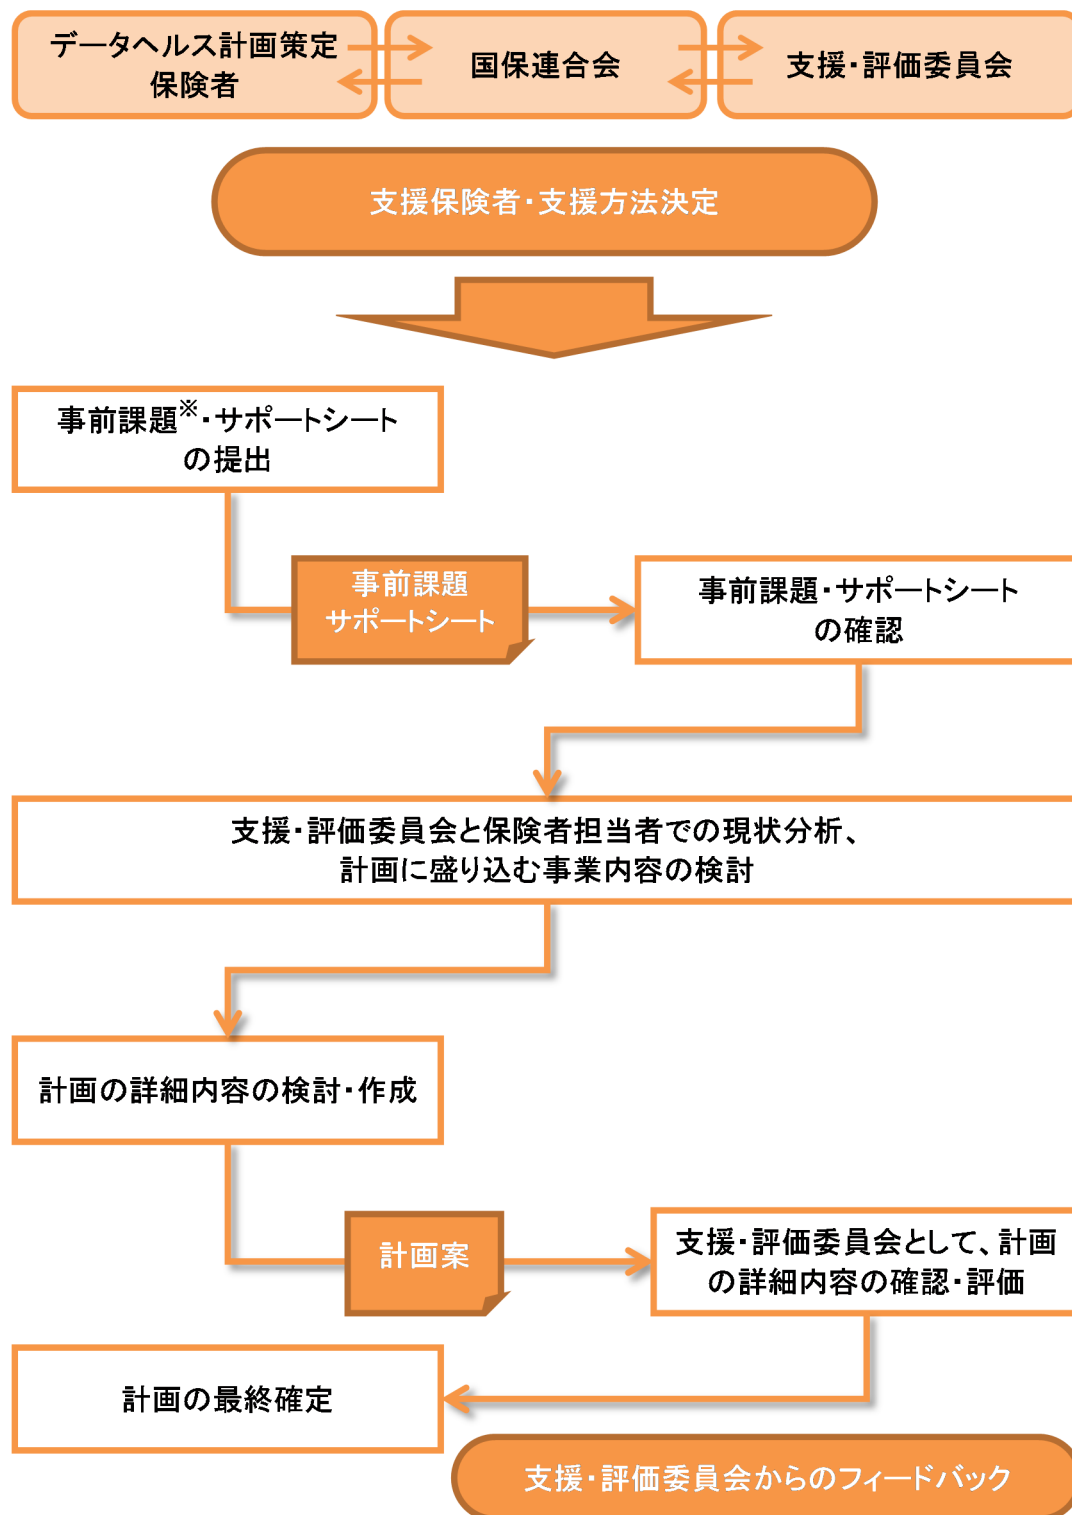 データヘルス計画策定
保険者
国保連合会
支援・評価委員会
支援保険者・支援方法決定
事前課題※・サポートシート
の提出
事前課題
サポートシート
事前課題・サポートシート
の確認
支援・評価委員会と保険者担当者での現状分析、
計画に盛り込む事業内容の検討
計画の詳細内容の検討・作成
計画案
支援・評価委員会として、計画
の詳細内容の確認・評価
計画の最終確定
支援・評価委員会からのフィードバック